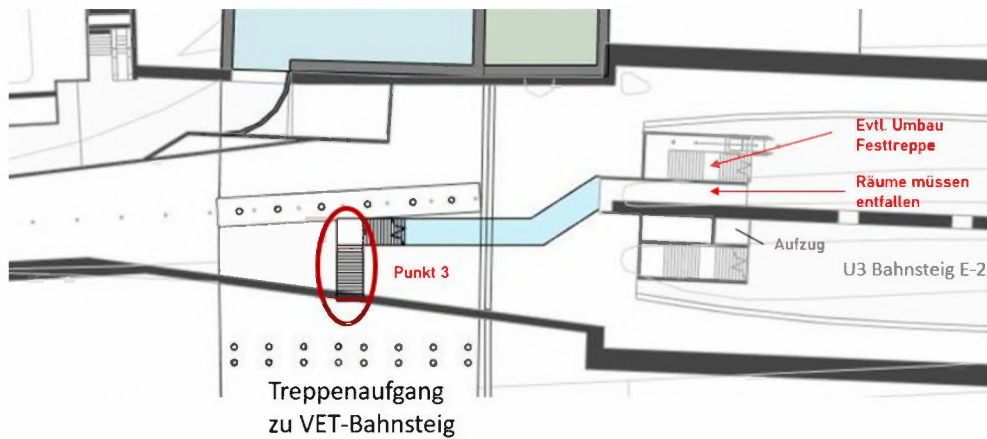 Evtl. Umbau
Festtreppe
Räume müssen
entfallen
Aufzug
Punkt 3
U3 Bahnsteig E-2
Treppenaufgang
zu VET-Bahnsteig